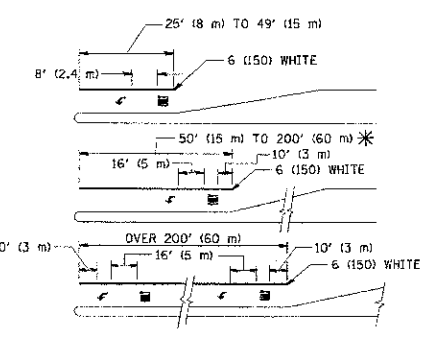 25' (8 m) TO 49' (15 m)
8' (2.4 m)
6 (150) WHITE
50' (15 m) TO 200' (60 m) *
16' (5 m)
10' (3 m)
6 (150) WHITE
OVER 200' (60 m)
0' (3 m)
16' (5 m)
10' (3 m)
6 (150) WHITE